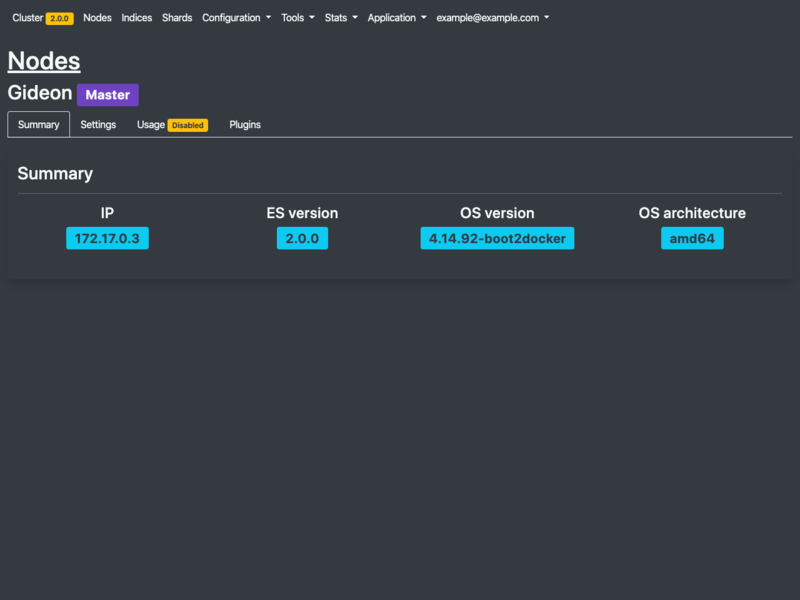 Cluster 2.0.0 Nodes Indices Shards Configuration Tools Stats Application example@example.com
Nodes
Gideon Master
Summary Settings Usage Disabled Plugins
Summary
IP ES version OS version OS architecture
172.17.0.3 2.0.0 4.14.92-boot2docker amd64